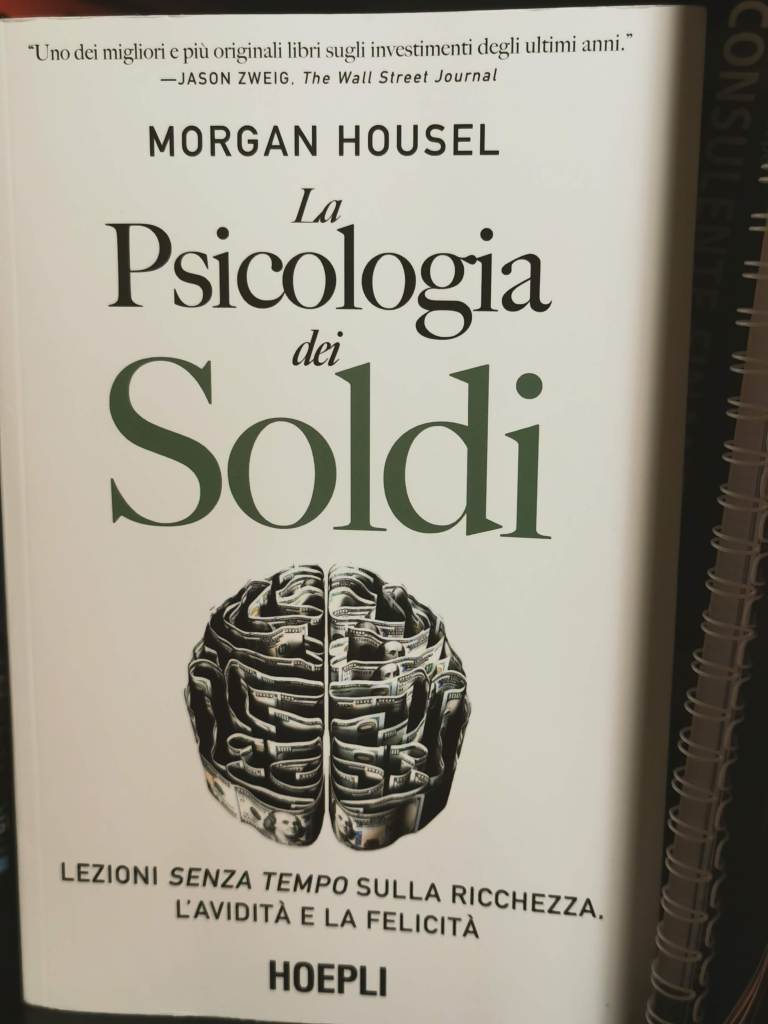 “Uno dei migliori e più originali libri sugli investimenti degli ultimi anni.”
—JASON ZWEIG, The Wall Street Journal
MORGAN HOUSEL
La
Psicologia
dei
Soldi
LEZIONI SENZA TEMPO SULLA RICCHEZZA,
L'AVIDITÀ E LA FELICITÀ
HOEPLI
CONSULENTE